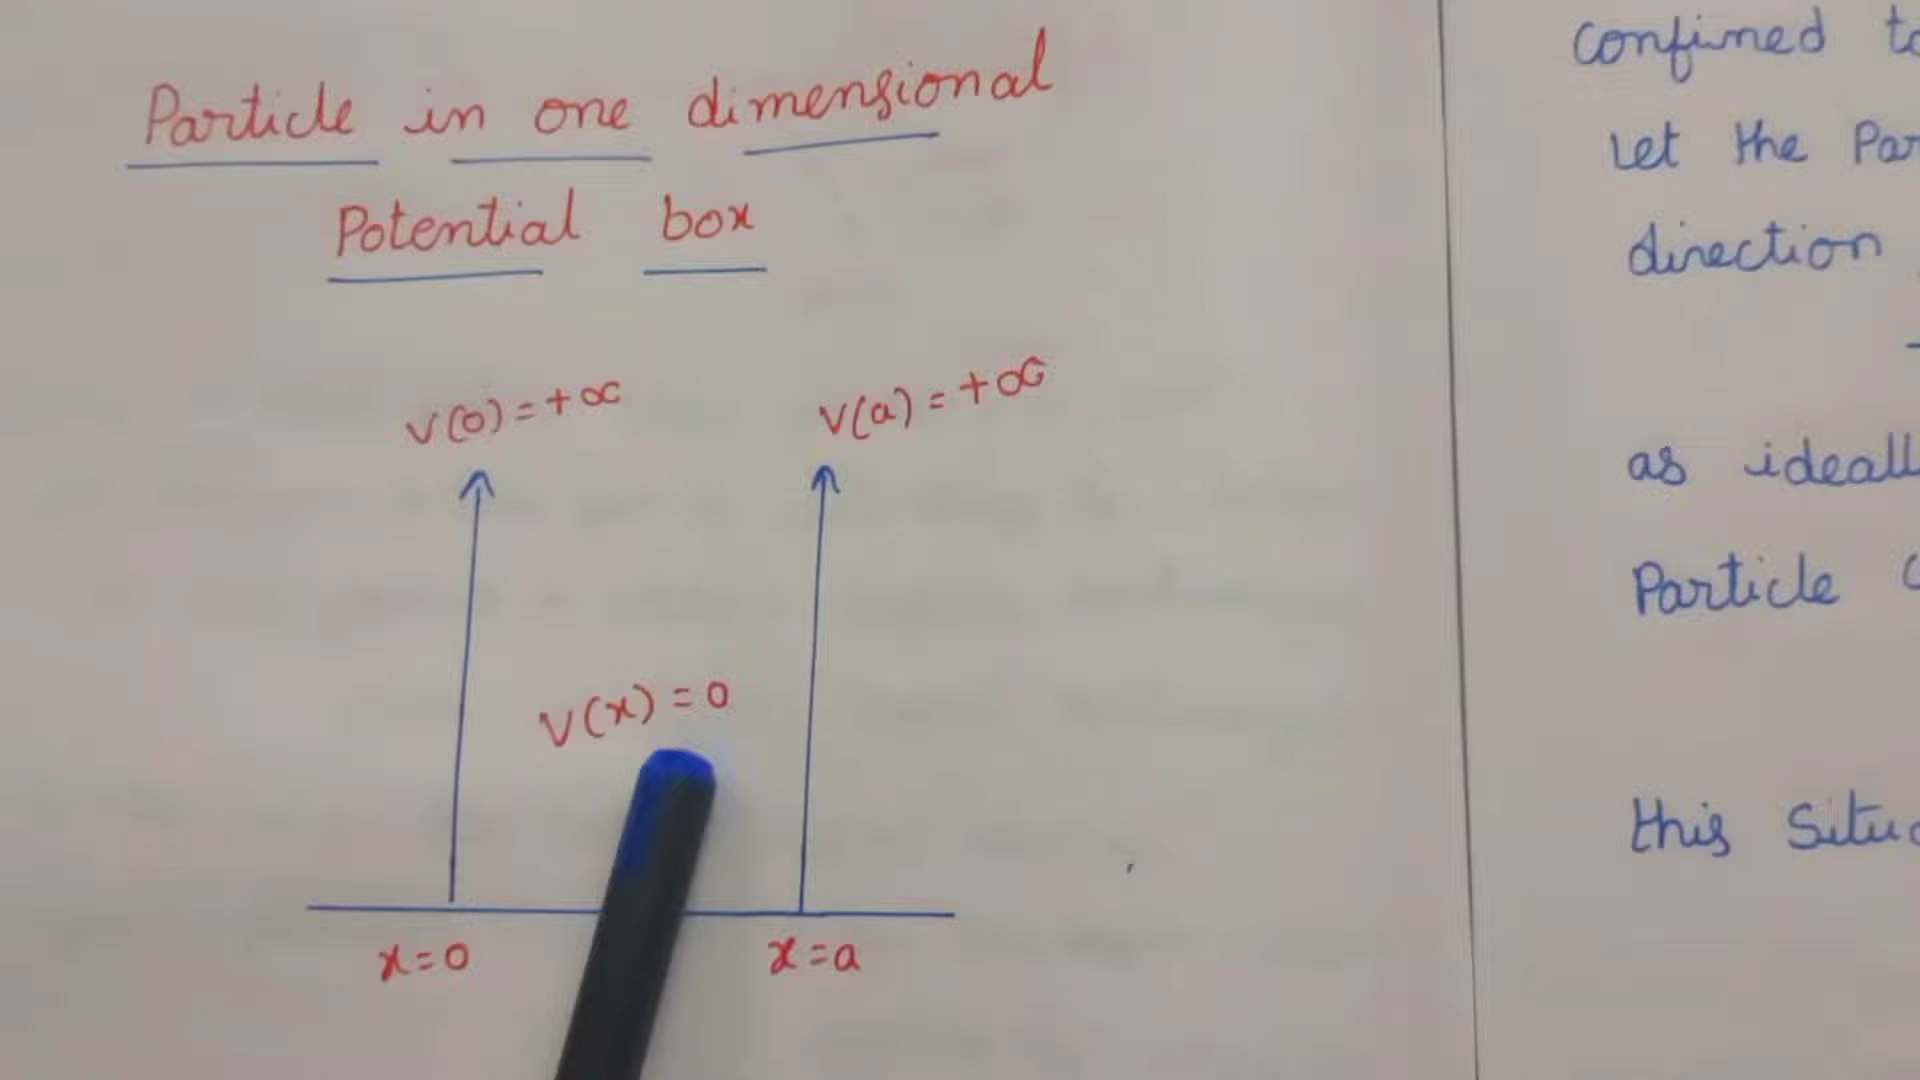 Particle in one dimensional
Potential box
V(0) = +∝
V(a) = +∝
V(x) = 0
x = 0
x = a
confined
Let the
direction
as
Particle
this